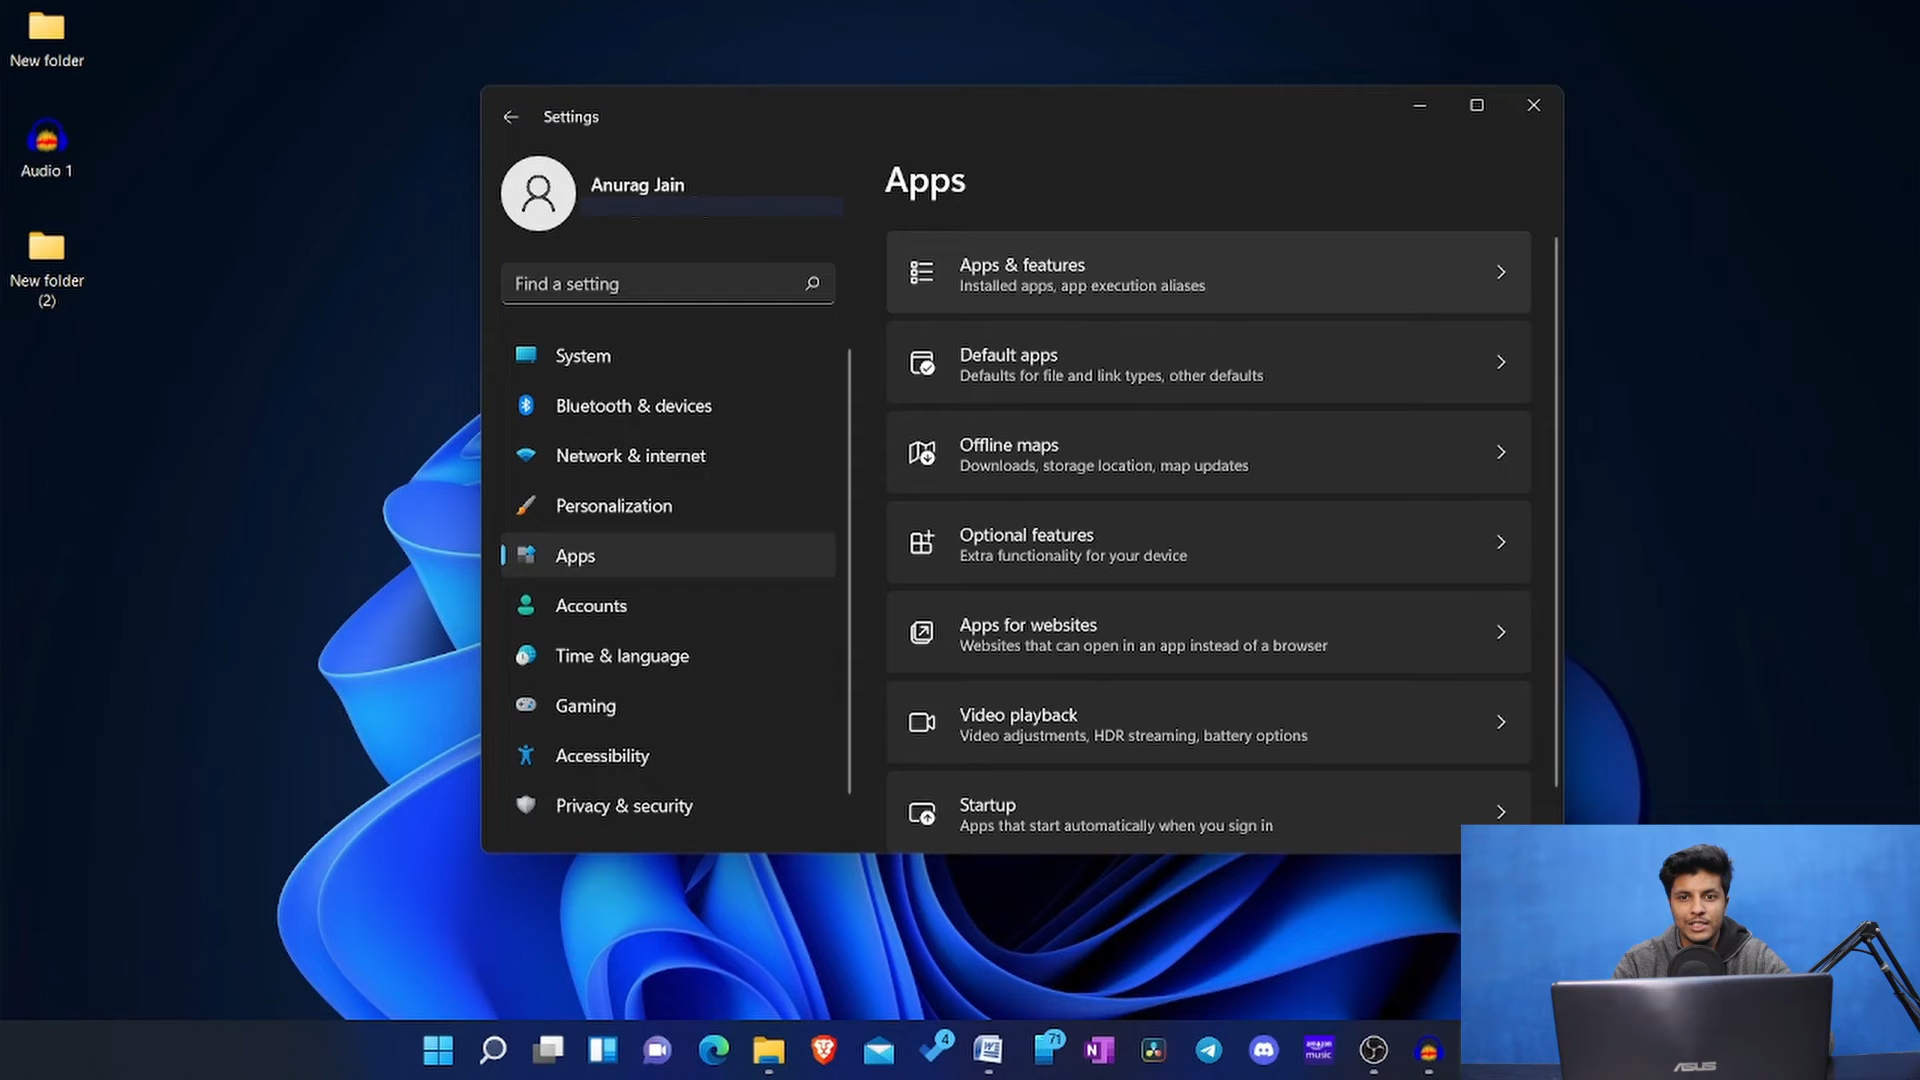 New folder
Audio 1
New folder
(2)
Settings
Anurag Jain
Find a setting
System
Bluetooth & devices
Network & internet
Personalization
Apps
Accounts
Time & language
Gaming
Accessibility
Privacy & security
Apps
Apps & features
Installed apps, app execution aliases
Default apps
Defaults for file and link types, other defaults
Offline maps
Downloads, storage location, map updates
Optional features
Extra functionality for your device
Apps for websites
Websites that can open in an app instead of a browser
Video playback
Video adjustments, HDR streaming, battery options
Startup
Apps that start automatically when you sign in
4
W
71
N
amazon
music
ASUS